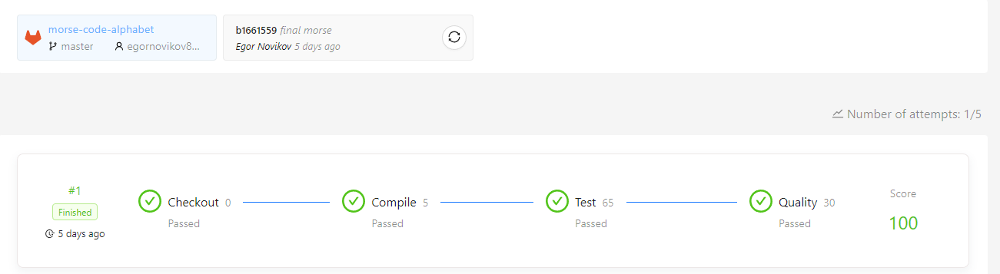 morse-code-alphabet
master egornovikov8...
b1661559 final morse
Egor Novikov 5 days ago
Number of attempts: 1/5
#1
Finished
5 days ago
Checkout 0
Passed
Compile 5
Passed
Test 65
Passed
Quality 30
Passed
Score
100